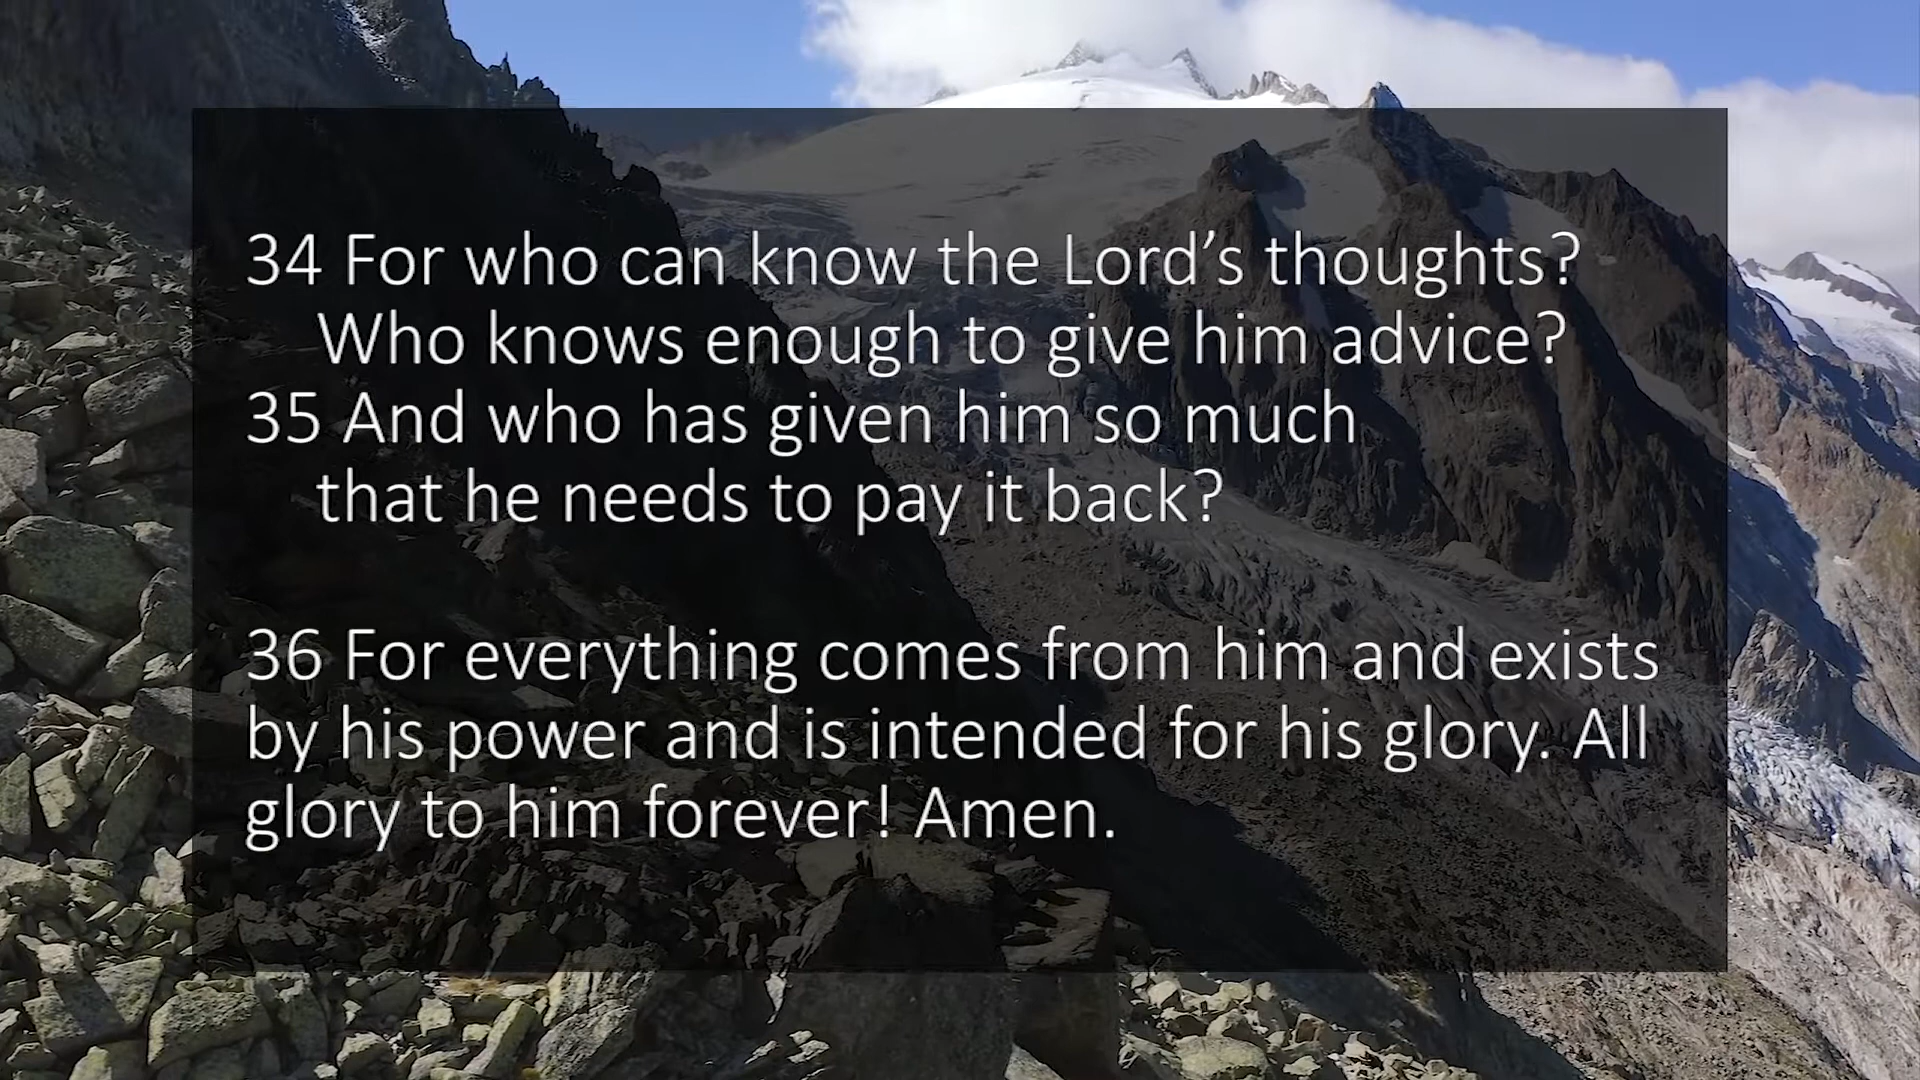 34 For who can know the Lord’s thoughts?
Who knows enough to give him advice?
35 And who has given him so much
that he needs to pay it back?
36 For everything comes from him and exists
by his power and is intended for his glory. All
glory to him forever! Amen.